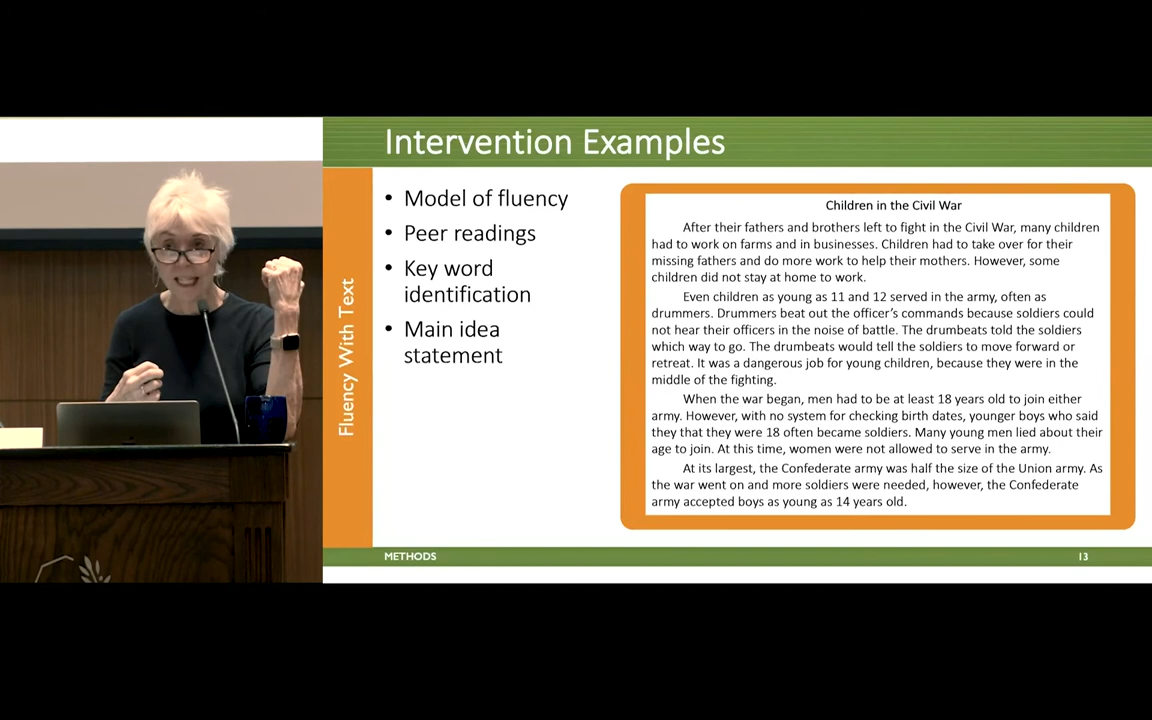 Intervention Examples
Fluency With Text
• Model of fluency
• Peer readings
• Key word
identification
• Main idea
statement
Children in the Civil War
After their fathers and brothers left to fight in the Civil War, many children
had to work on farms and in businesses. Children had to take over for their
missing fathers and do more work to help their mothers. However, some
children did not stay at home to work.
Even children as young as 11 and 12 served in the army, often as
drummers. Drummers beat out the officer's commands because soldiers could
not hear their officers in the noise of battle. The drumbeats told the soldiers
which way to go. The drumbeats would tell the soldiers to move forward or
retreat. It was a dangerous job for young children, because they were in the
middle of the fighting.
When the war began, men had to be at least 18 years old to join either
army. However, with no system for checking birth dates, younger boys who said
they that they were 18 often became soldiers. Many young men lied about their
age to join. At this time, women were not allowed to serve in the army.
At its largest, the Confederate army was half the size of the Union army. As
the war went on and more soldiers were needed, however, the Confederate
army accepted boys as young as 14 years old.
METHODS
13